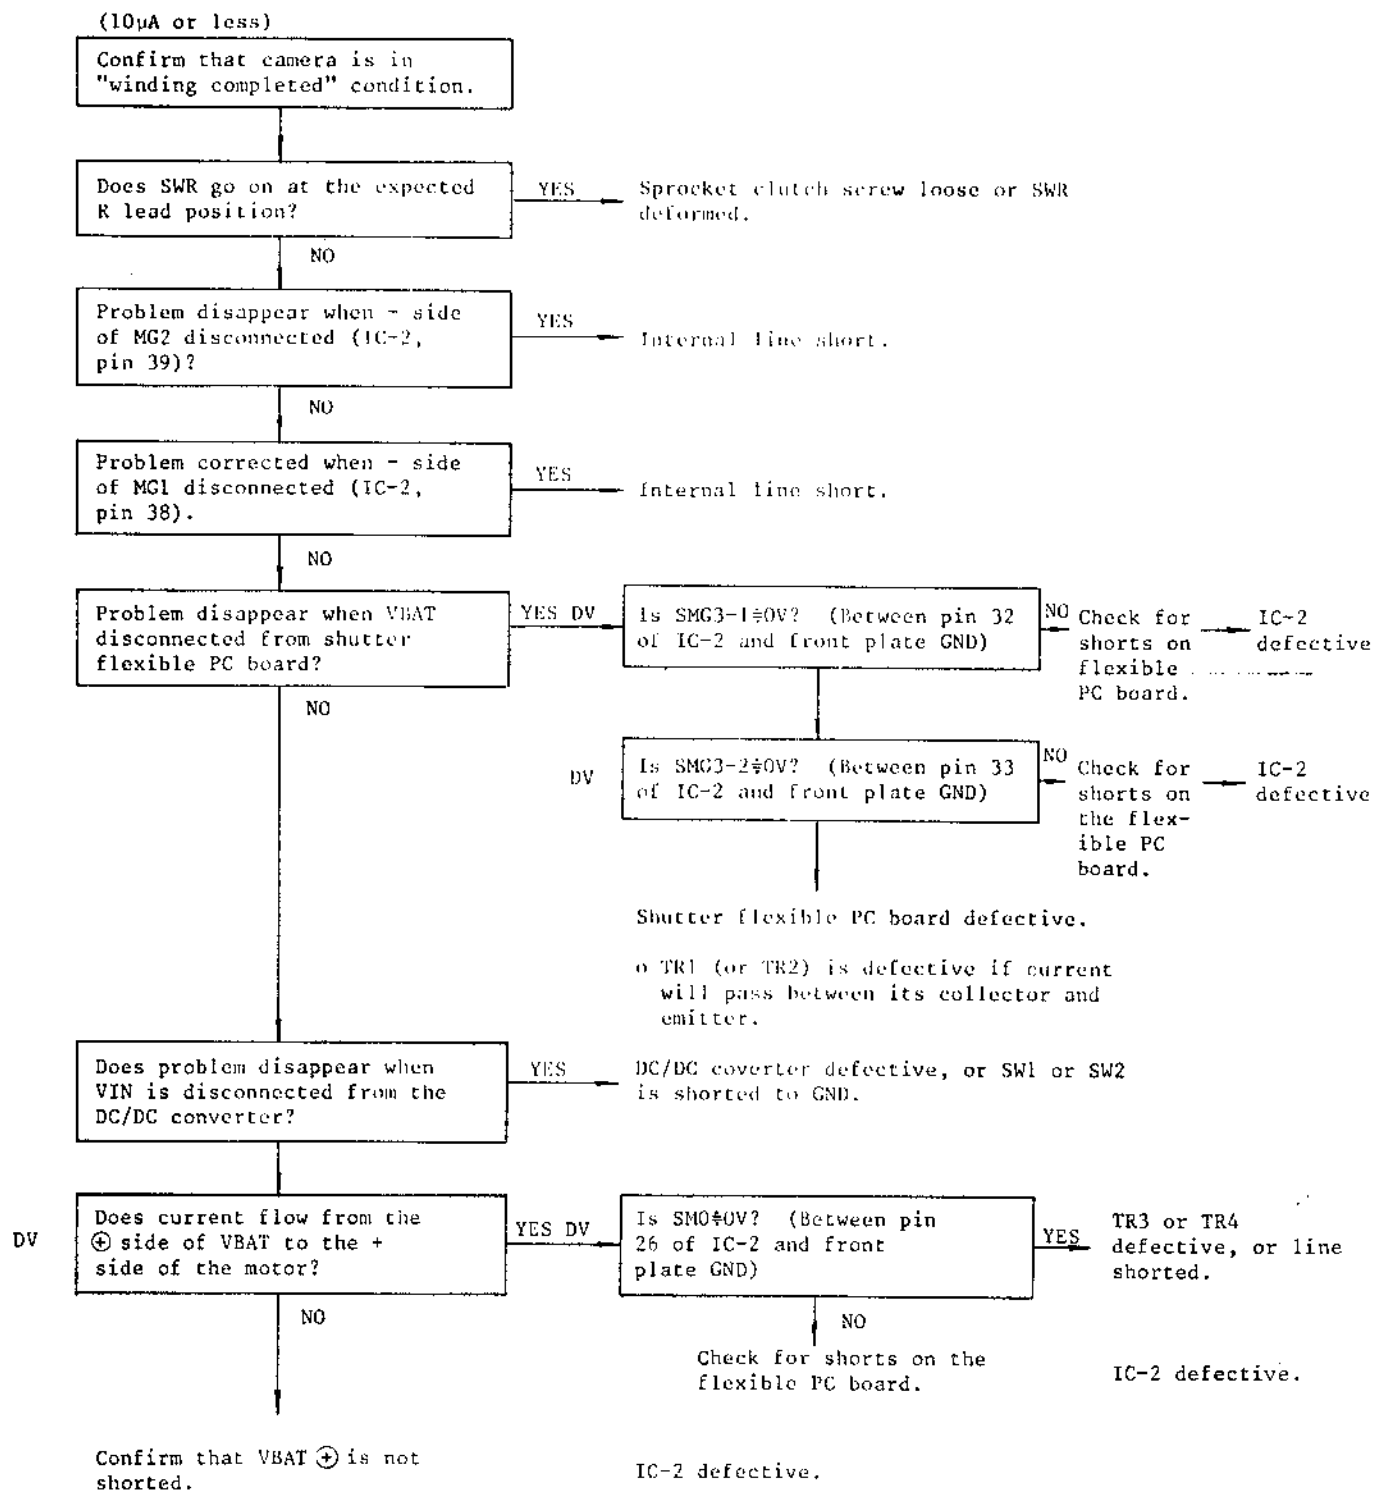 (10μA or less)
Confirm that camera is in
"winding completed" condition.
Does SWR go on at the expected
R lead position?
YES
Sprocket clutch screw loose or SWR
deformed.
NO
Problem disappear when - side
of MG2 disconnected (IC-2,
pin 39)?
YES
Internal line short.
NO
Problem corrected when - side
of MG1 disconnected (IC-2,
pin 38).
YES
Internal line short.
NO
Problem disappear when VBAT
disconnected from shutter
flexible PC board?
YES DV
Is SMG3-1≑0V? (Between pin 32
of IC-2 and front plate GND)
NO
Check for
shorts on
flexible
PC board.
IC-2
defective
NO
DV
Is SMG3-2≑0V? (Between pin 33
of IC-2 and front plate GND)
NO
Check for
shorts on
the flex-
ible PC
board.
IC-2
defective
Shutter flexible PC board defective.
o TR1 (or TR2) is defective if current
will pass between its collector and
emitter.
Does problem disappear when
VIN is disconnected from the
DC/DC converter?
YES
DC/DC coverter defective, or SW1 or SW2
is shorted to GND.
DV
Does current flow from the
⊕ side of VBAT to the +
side of the motor?
YES DV
Is SMO≑0V? (Between pin
26 of IC-2 and front
plate GND)
YES
TR3 or TR4
defective, or line
shorted.
NO
NO
Check for shorts on the
flexible PC board.
IC-2 defective.
Confirm that VBAT ⊕ is not
shorted.
IC-2 defective.